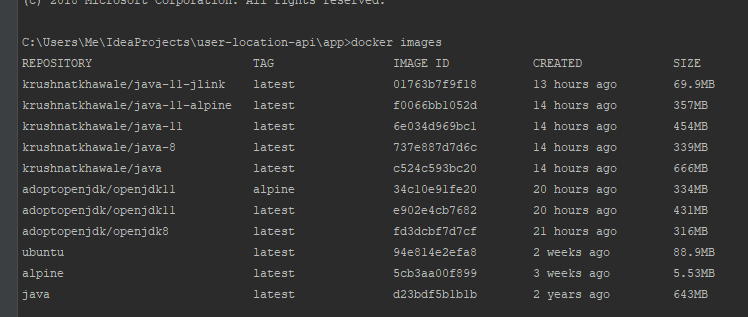 (c) 2018 Microsoft Corporation. All rights reserved.
C:\Users\Me\IdeaProjects\user-location-api\app>docker images
REPOSITORY TAG IMAGE ID CREATED SIZE
krushnatkhawale/java-11-jlink latest 01763b7f9f18 13 hours ago 69.9MB
krushnatkhawale/java-11-alpine latest f0066bb1052d 14 hours ago 357MB
krushnatkhawale/java-11 latest 6e034d969bc1 14 hours ago 454MB
krushnatkhawale/java-8 latest 737e887d7d6c 14 hours ago 339MB
krushnatkhawale/java latest c524c593bc20 14 hours ago 666MB
adoptopenjdk/openjdk11 alpine 34c10e91fe20 20 hours ago 334MB
adoptopenjdk/openjdk11 latest e902e4cb7682 20 hours ago 431MB
adoptopenjdk/openjdk8 latest fd3dcbf7d7cf 21 hours ago 316MB
ubuntu latest 94e814e2efa8 2 weeks ago 88.9MB
alpine latest 5cb3aa00f899 3 weeks ago 5.53MB
java latest d23bdf5b1b1b 2 years ago 643MB